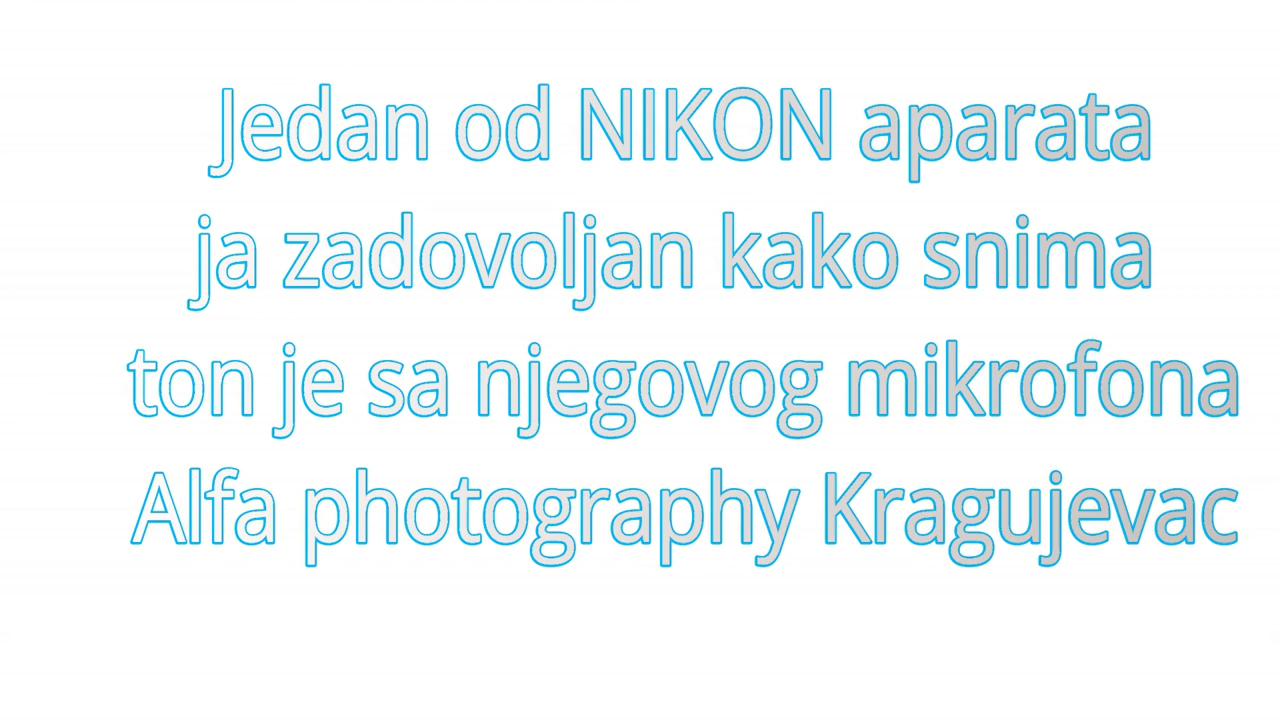 Jedan od NIKON aparata
ja zadovoljan kako snima
ton je sa njegovog mikrofona
Alfa photography Kragujevac